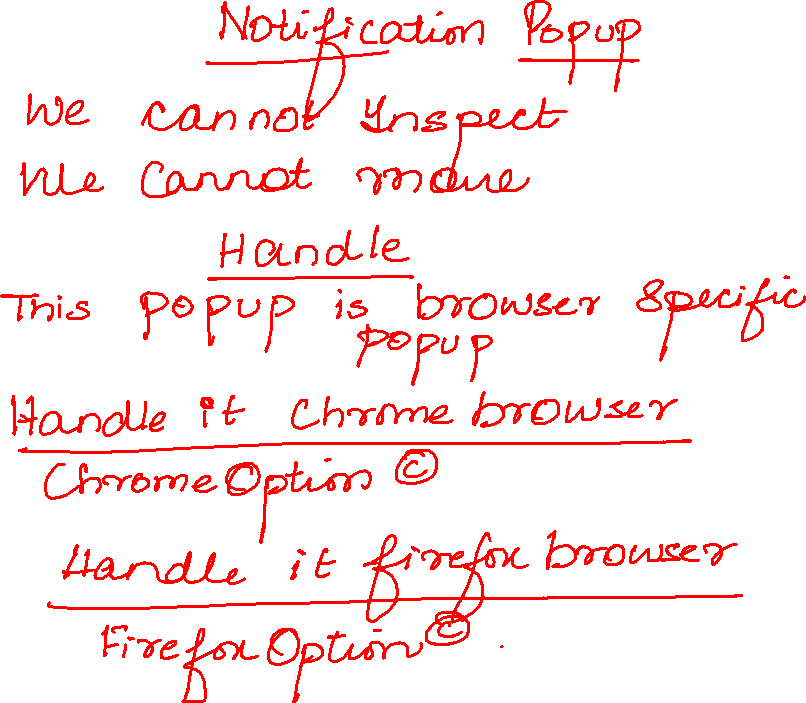 Notification Popup
We cannot Inspect
We Cannot move
Handle
This popup is browser specific
popup
Handle it Chrome browser
ChromeOption ©
Handle it firefox browser
FirefoxOption © .